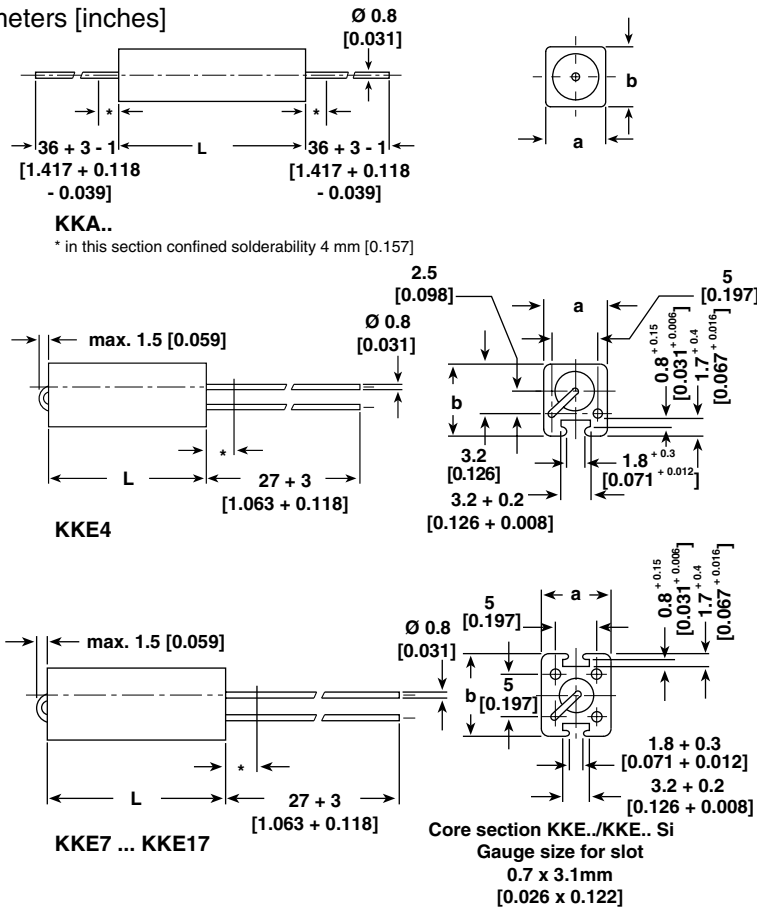 neters [inches]
Ø 0.8
[0.031]
b
a
*
*
36 + 3 - 1
L
36 + 3 - 1
[1.417 + 0.118
[1.417 + 0.118
- 0.039]
- 0.039]
KKA..
* in this section confined solderability 4 mm [0.157]
2.5
[0.098]
5
[0.197]
a
max. 1.5 [0.059]
Ø 0.8
[0.031]
0.8 + 0.15
[0.031 + 0.006]
1.7 + 0.4
[0.067 + 0.016]
b
*
L
27 + 3
[1.063 + 0.118]
3.2
[0.126]
1.8 + 0.3
[0.071 + 0.012]
3.2 + 0.2
[0.126 + 0.008]
KKE4
0.8 + 0.15
[0.031 + 0.006]
1.7 + 0.4
[0.067 + 0.016]
a
5
[0.197]
max. 1.5 [0.059]
Ø 0.8
[0.031]
b
5
[0.197]
*
L
27 + 3
[1.063 + 0.118]
1.8 + 0.3
[0.071 + 0.012]
3.2 + 0.2
[0.126 + 0.008]
KKE7 ... KKE17
Core section KKE../KKE.. Si
Gauge size for slot
0.7 x 3.1mm
[0.026 x 0.122]